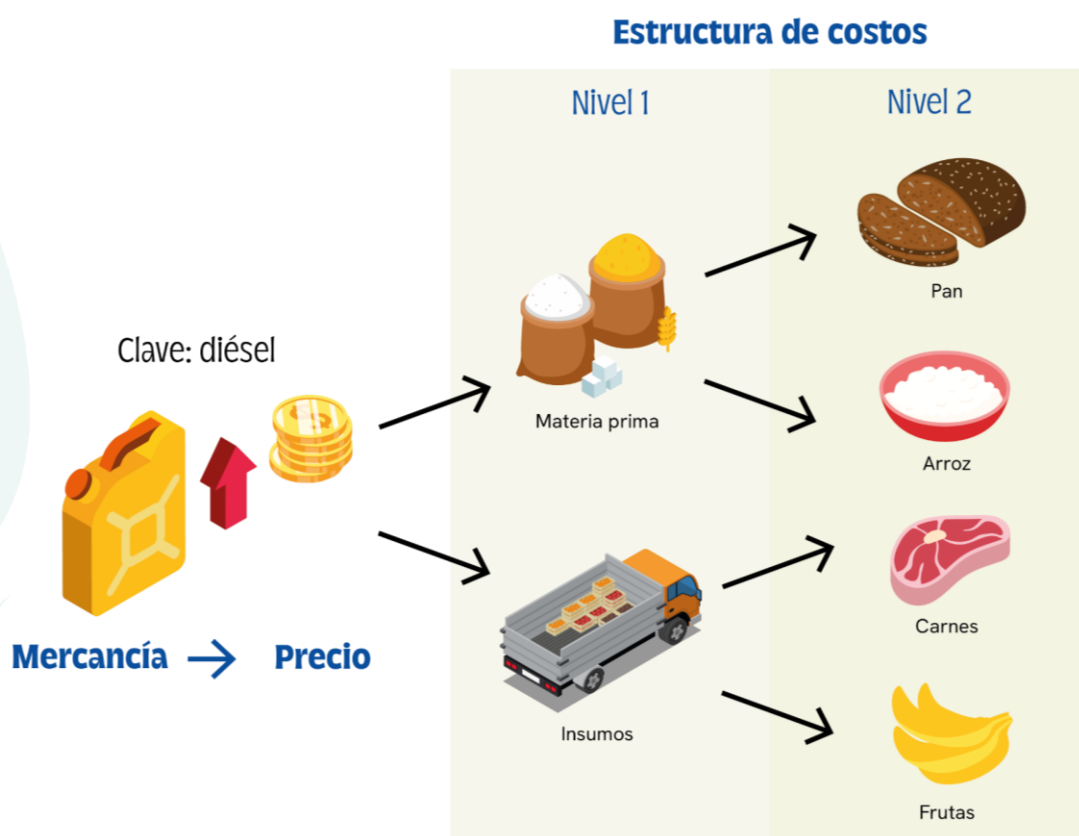 Estructura de costos
Nivel 1
Nivel 2
Pan
Clave: diésel
Materia prima
Arroz
Carnes
Mercancía → Precio
Insumos
Frutas